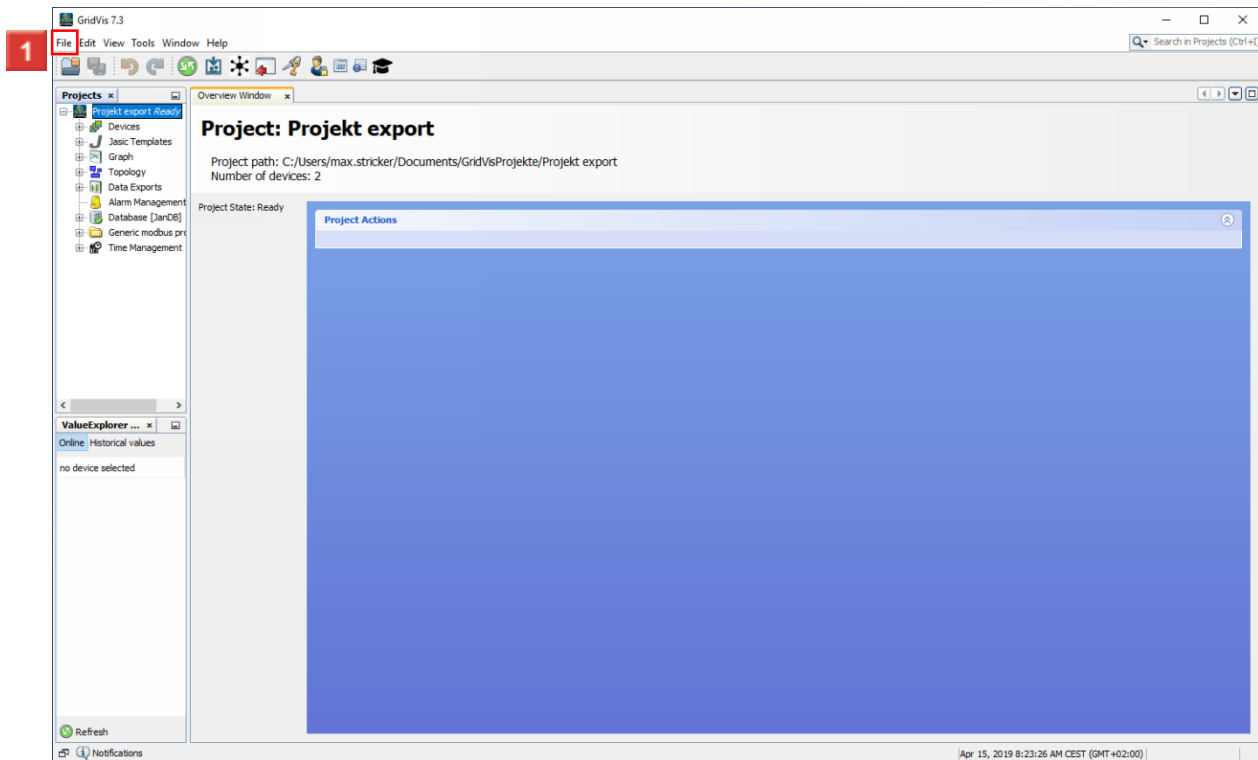 GridVis 7.3
1
File Edit View Tools Window Help
Search in Projects (Ctrl+I)
Projects
Overview Window
Projekt export Ready
Devices
Jasic Templates
Graph
Topology
Data Exports
Alarm Management
Database [JanDB]
Generic modbus pro
Time Management
Project: Projekt export
Project path: C:/Users/max.stricker/Documents/GridVisProjekte/Projekt export
Number of devices: 2
Project State: Ready
Project Actions
ValueExplorer ...
Online Historical values
no device selected
Refresh
Notifications
Apr 15, 2019 8:23:26 AM CEST (GMT+02:00)